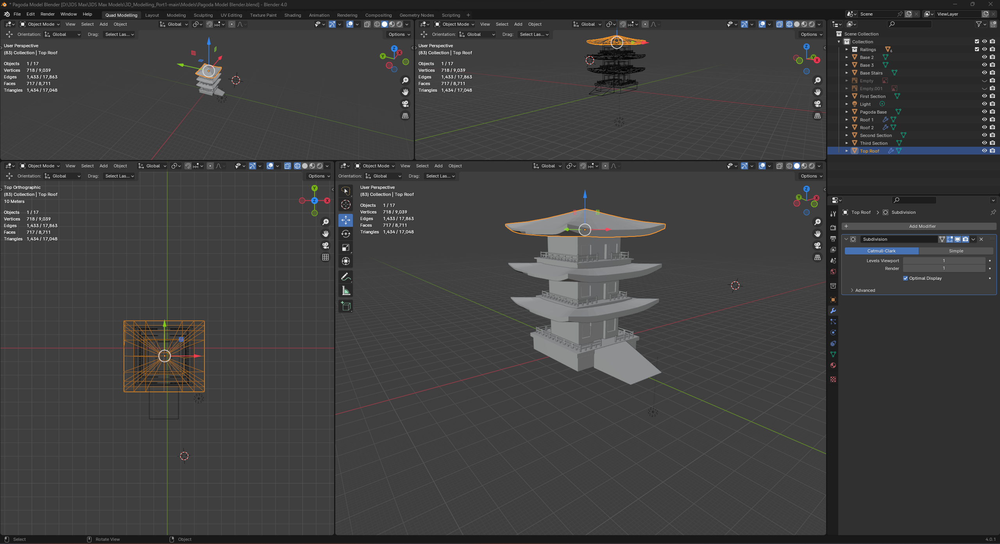 * Pagoda Model Blender [D:\3DS Max\3DS Max Models\3D_Modelling_Port1-main\Models\Pagoda Model Blender.blend] - Blender 4.0
File Edit Render Window Help Quad Modelling Layout Modeling Sculpting UV Editing Texture Paint Shading Animation Rendering Compositing Geometry Nodes Scripting + Scene ViewLayer
Object Mode View Select Add Object Global
Orientation: Global Drag: Select Las... Options
User Perspective
(83) Collection | Top Roof
Objects 1 / 17
Vertices 718 / 9,039
Edges 1,433 / 17,863
Faces 717 / 8,711
Triangles 1,434 / 17,048
Z
X
Y
Object Mode View Select Add Object Global
Orientation: Global Drag: Select Las... Options
User Perspective
(83) Collection | Top Roof
Objects 1 / 17
Vertices 718 / 9,039
Edges 1,433 / 17,863
Faces 717 / 8,711
Triangles 1,434 / 17,048
Z
Y
X
Object Mode View Select Add Object Global
Orientation: Global Drag: Select Las... Options
Top Orthographic
(83) Collection | Top Roof
10 Meters
Objects 1 / 17
Vertices 718 / 9,039
Edges 1,433 / 17,863
Faces 717 / 8,711
Triangles 1,434 / 17,048
Y
Z
X
Object Mode View Select Add Object Global
Orientation: Global Drag: Select Las... Options
User Perspective
(83) Collection | Top Roof
Objects 1 / 17
Vertices 718 / 9,039
Edges 1,433 / 17,863
Faces 717 / 8,711
Triangles 1,434 / 17,048
Z
Y
X
Scene Collection
Collection
Railings 6
Base 2
Base 3
Base Stairs
Empty
Empty.001
First Section
Light
Pagoda Base
Roof 1
Roof 2
Second Section
Third Section
Top Roof
Top Roof > Subdivision
+ Add Modifier
Subdivision
Catmull-Clark Simple
Levels Viewport 1
Render 1
Optimal Display
Advanced
Select Rotate View Object 4.0.1